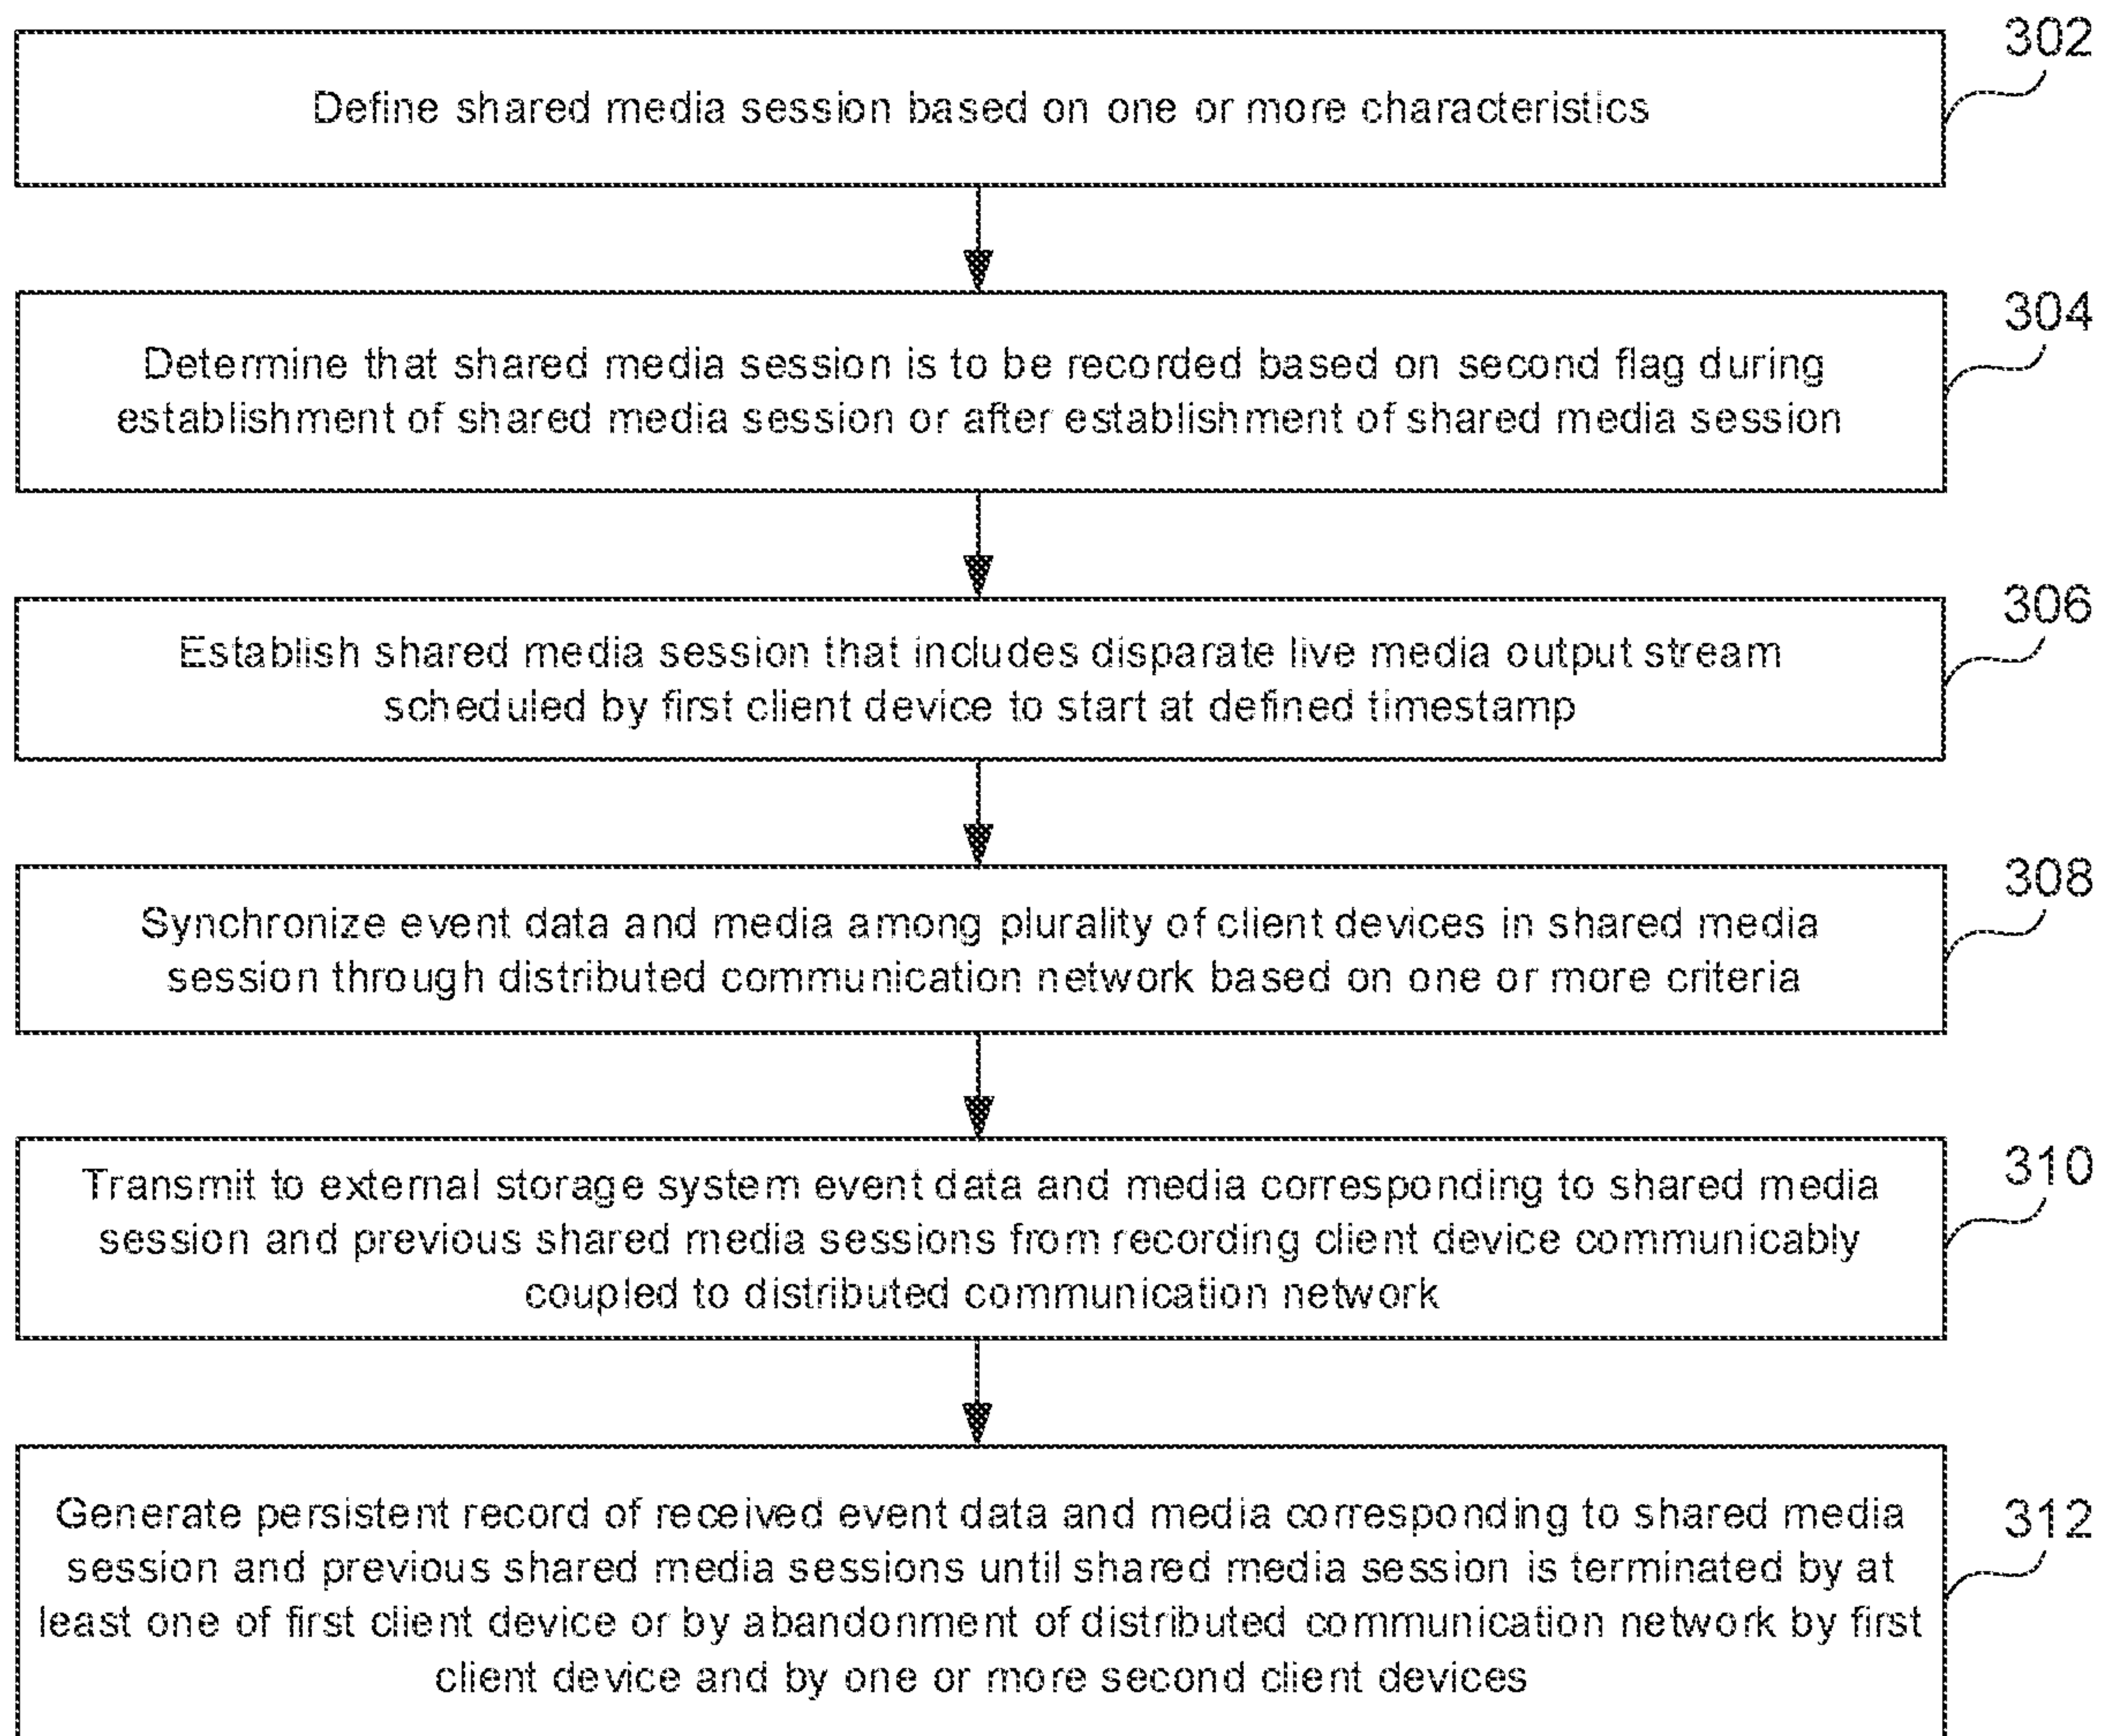 302
Define shared media session based on one or more characteristics
304
Determine that shared media session is to be recorded based on second flag during
establishment of shared media session or after establishment of shared media session
306
Establish shared media session that includes disparate live media output stream
scheduled by first client device to start at defined timestamp
308
Synchronize event data and media among plurality of client devices in shared media
session through distributed communication network based on one or more criteria
310
Transmit to external storage system event data and media corresponding to shared media
session and previous shared media sessions from recording client device communicably
coupled to distributed communication network
312
Generate persistent record of received event data and media corresponding to shared media
session and previous shared media sessions until shared media session is terminated by at
least one of first client device or by abandonment of distributed communication network by first
client device and by one or more second client devices